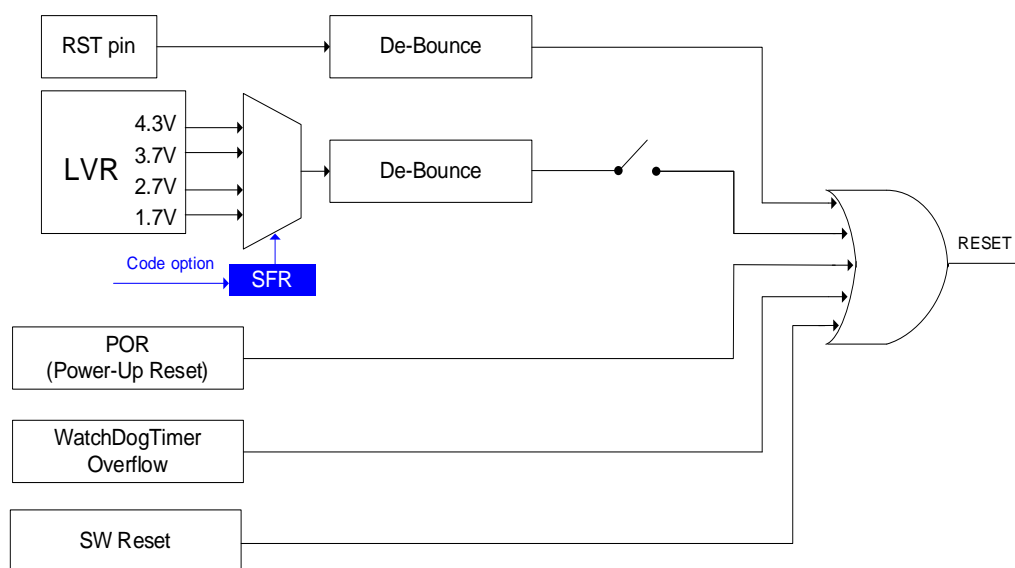 RST pin
De-Bounce
LVR
4.3V
3.7V
2.7V
1.7V
De-Bounce
Code option
SFR
RESET
POR
(Power-Up Reset)
WatchDogTimer
Overflow
SW Reset